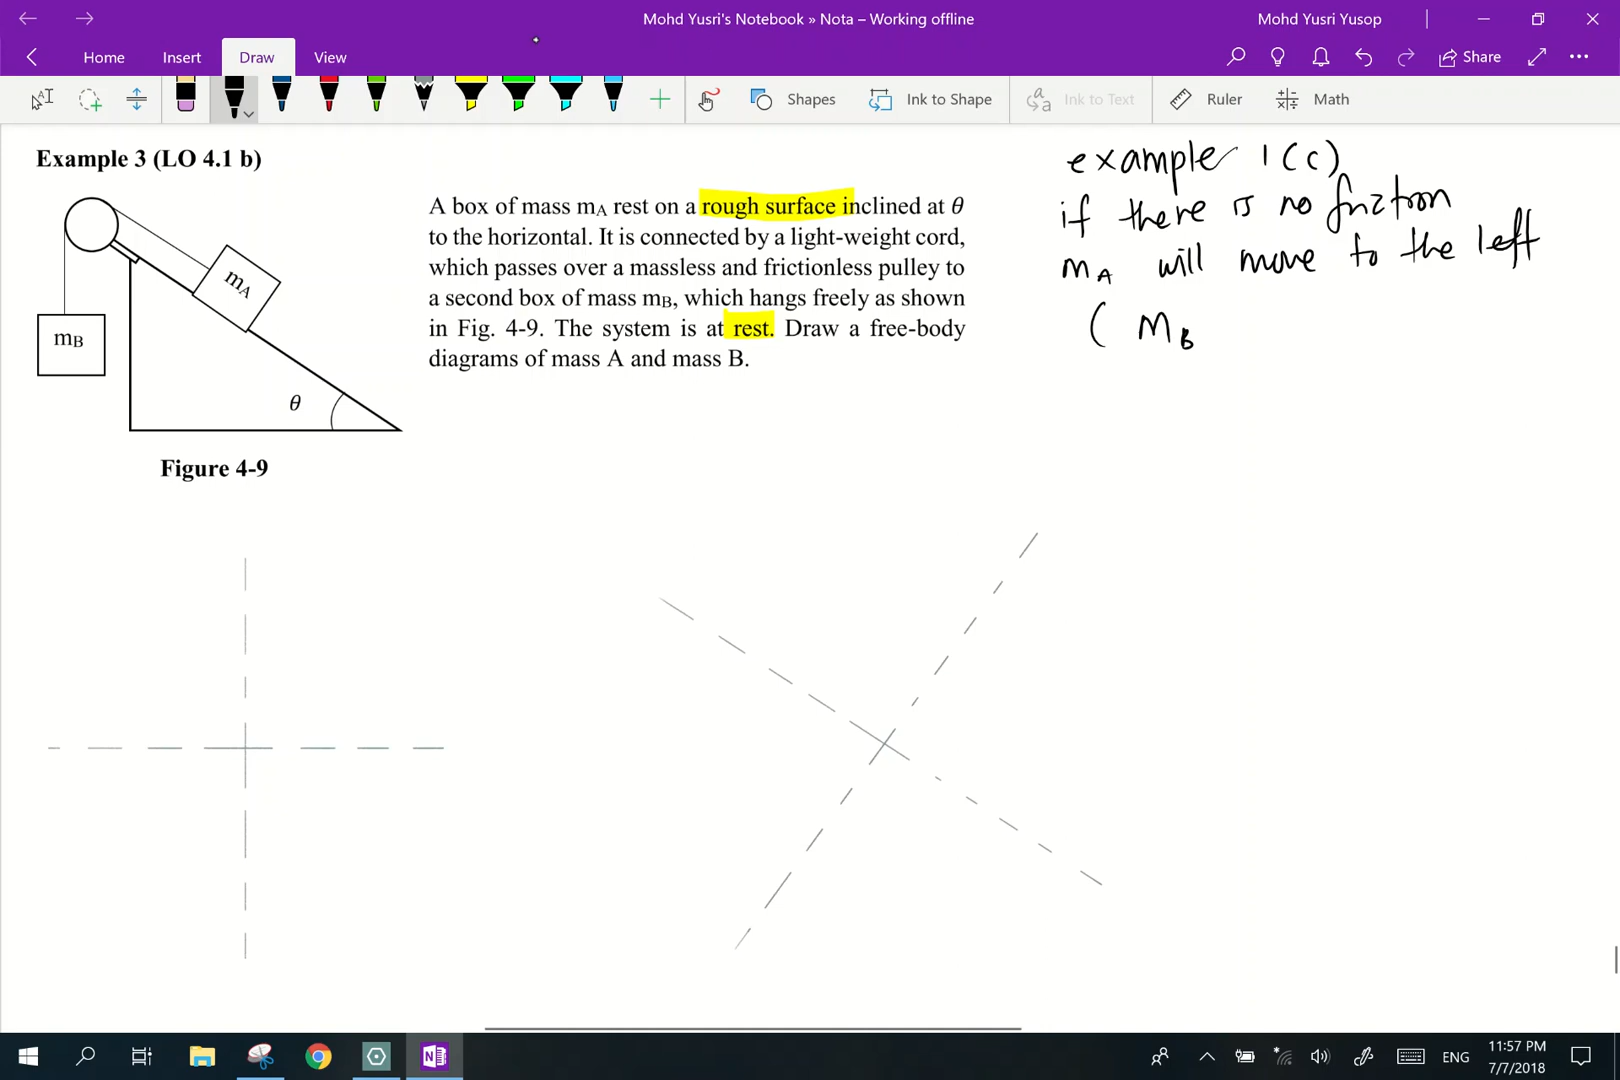 Mohd Yusri's Notebook » Nota – Working offline
Mohd Yusri Yusop
Home
Insert
Draw
View
Share
Shapes
Ink to Shape
Ink to Text
Ruler
Math
Example 3 (LO 4.1 b)
A box of mass mA rest on a rough surface inclined at θ
to the horizontal. It is connected by a light-weight cord,
which passes over a massless and frictionless pulley to
a second box of mass mB, which hangs freely as shown
in Fig. 4-9. The system is at rest. Draw a free-body
diagrams of mass A and mass B.
mA
mB
θ
Figure 4-9
example 1(c)
if there is no friction
mA will move to the left
( mB
ENG
11:57 PM
7/7/2018